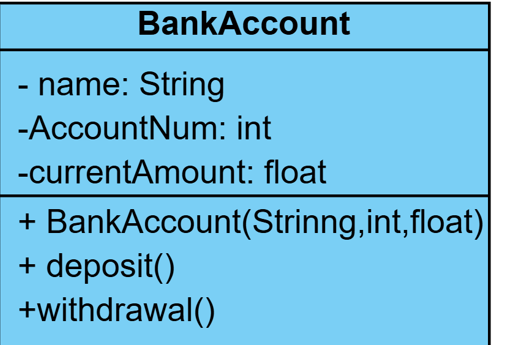 BankAccount
- name: String
-AccountNum: int
-currentAmount: float
+ BankAccount(Strinng,int,float)
+ deposit()
+withdrawal()